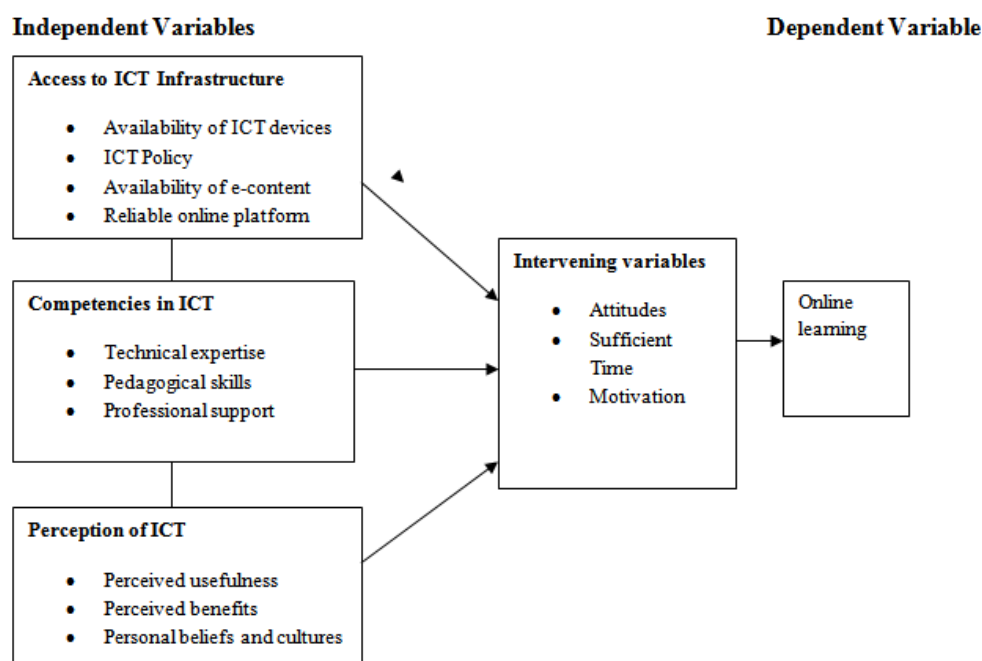 Independent Variables
Dependent Variable
Access to ICT Infrastructure
• Availability of ICT devices
• ICT Policy
• Availability of e-content
• Reliable online platform
Competencies in ICT
• Technical expertise
• Pedagogical skills
• Professional support
Perception of ICT
• Perceived usefulness
• Perceived benefits
• Personal beliefs and cultures
Intervening variables
• Attitudes
• Sufficient
Time
• Motivation
Online
learning